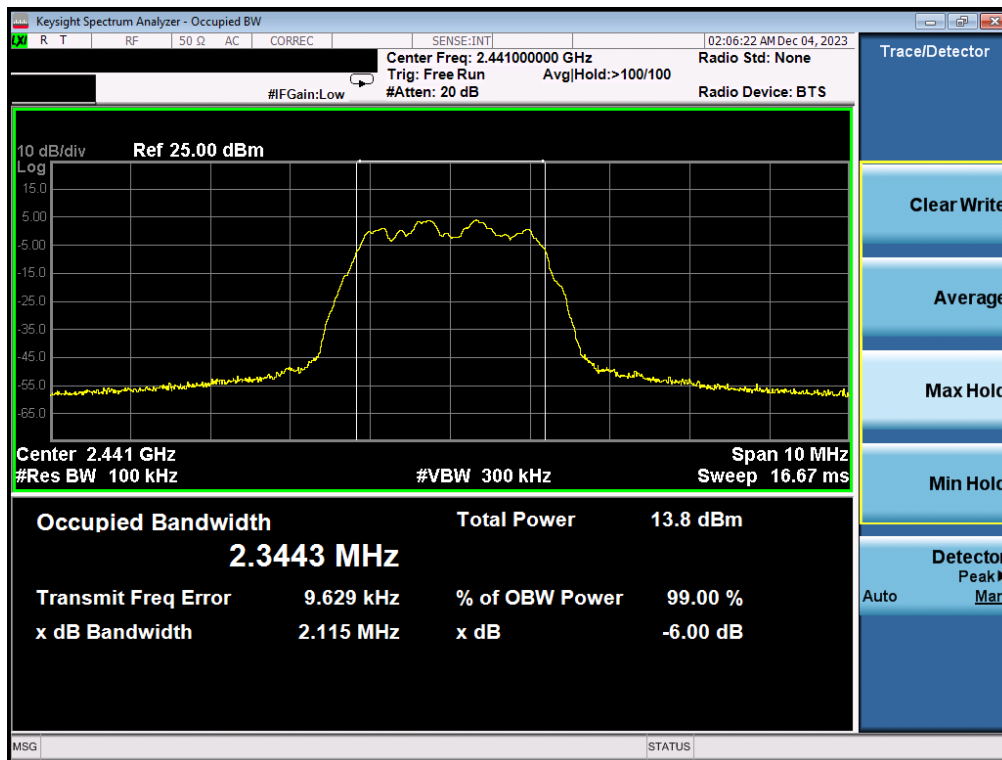 Keysight Spectrum Analyzer - Occupied BW
LXI R T RF 50 Ω AC CORREC SENSE:INT 02:06:22 AM Dec 04, 2023
Center Freq: 2.441000000 GHz Radio Std: None
Trig: Free Run Avg|Hold:>100/100
#IFGain:Low #Atten: 20 dB Radio Device: BTS
10 dB/div Ref 25.00 dBm
Log
15.0
5.00
-5.00
-15.0
-25.0
-35.0
-45.0
-55.0
-65.0
Center 2.441 GHz Span 10 MHz
#Res BW 100 kHz #VBW 300 kHz Sweep 16.67 ms
Occupied Bandwidth Total Power 13.8 dBm
2.3443 MHz
Transmit Freq Error 9.629 kHz % of OBW Power 99.00 %
x dB Bandwidth 2.115 MHz x dB -6.00 dB
MSG STATUS
Trace/Detector
Clear Write
Average
Max Hold
Min Hold
Detector
Peak
Auto Man